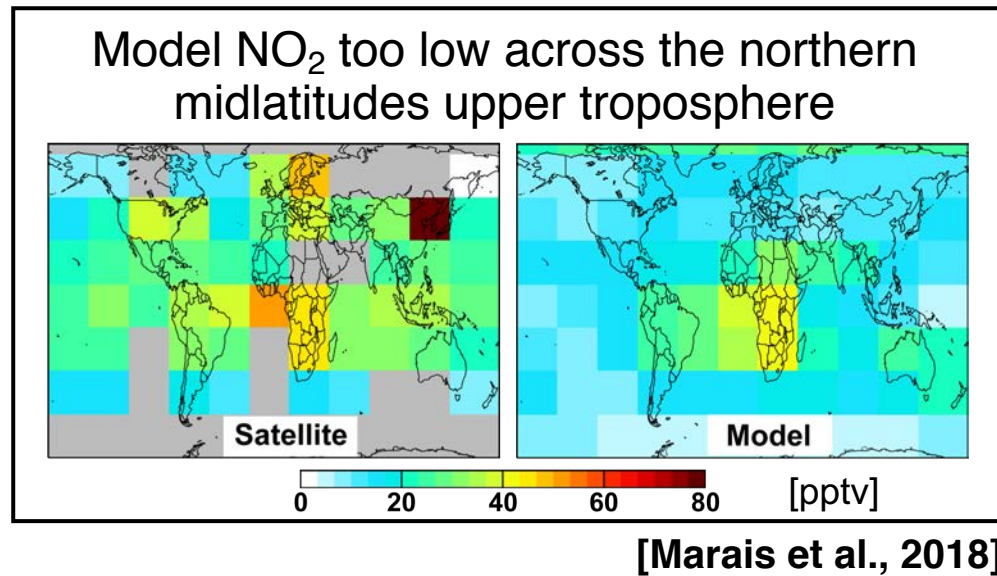 Model NO₂ too low across the northern
midlatitudes upper troposphere
Satellite
Model
0 20 40 60 80 [pptv]
[Marais et al., 2018]